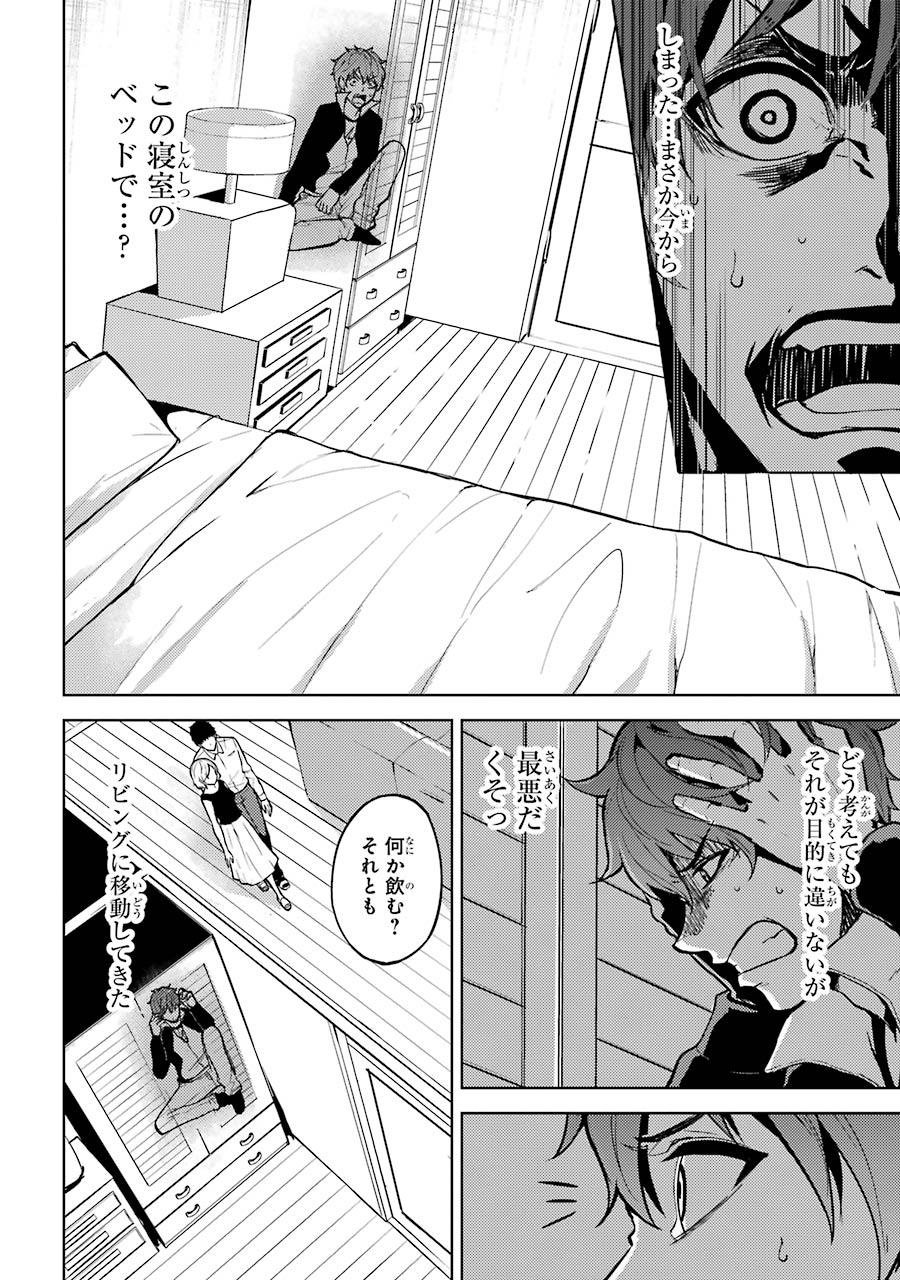 しまった…まさか今から
この寝室の
ベッドで…？
どう考えても
それが目的に違いないが
最悪だ
くそっ
何か飲む？
それとも
リビングに移動してきた